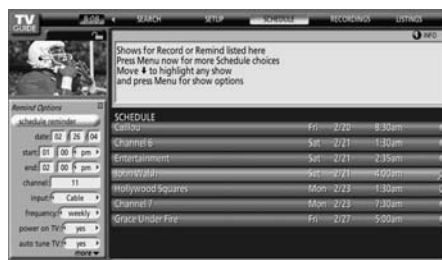 TV
GUIDE
8:08
SEARCH
SETUP
SCHEDULE
RECORDINGS
LISTINGS
INFO
Shows for Record or Remind listed here
Press Menu now for more Schedule choices
Move to highlight any show
and press Menu for show options
Remind Options
schedule reminder
date: 02 26 04
start: 01 00 pm
end: 02 00 pm
channel: 11
input: Cable
frequency: weekly
power on TV: yes
auto tune TV: yes
more
SCHEDULE
Caillou Fri 2/20 8:30am
Channel 6 Sat 2/21 1:30am
Entertainment Sat 2/21 2:35am
John Walsh Sat 2/21 4:00am
Hollywood Squares Mon 2/23 1:30am
Channel 7 Mon 2/23 7:30am
Grace Under Fire Fri 2/27 5:00am